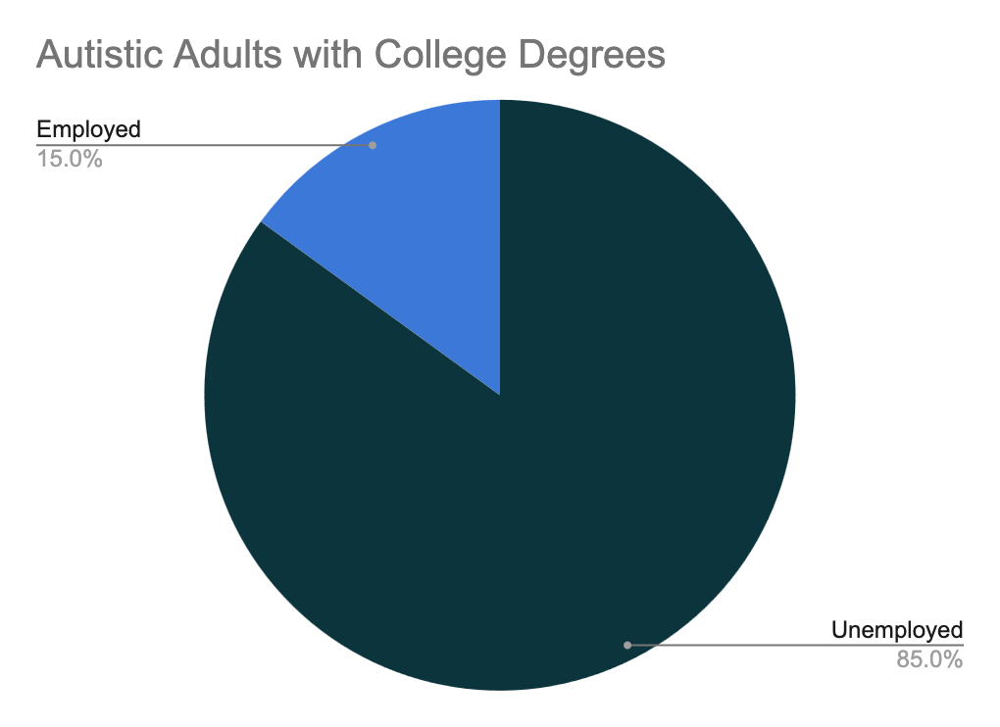 Autistic Adults with College Degrees
Employed
15.0%
Unemployed
85.0%